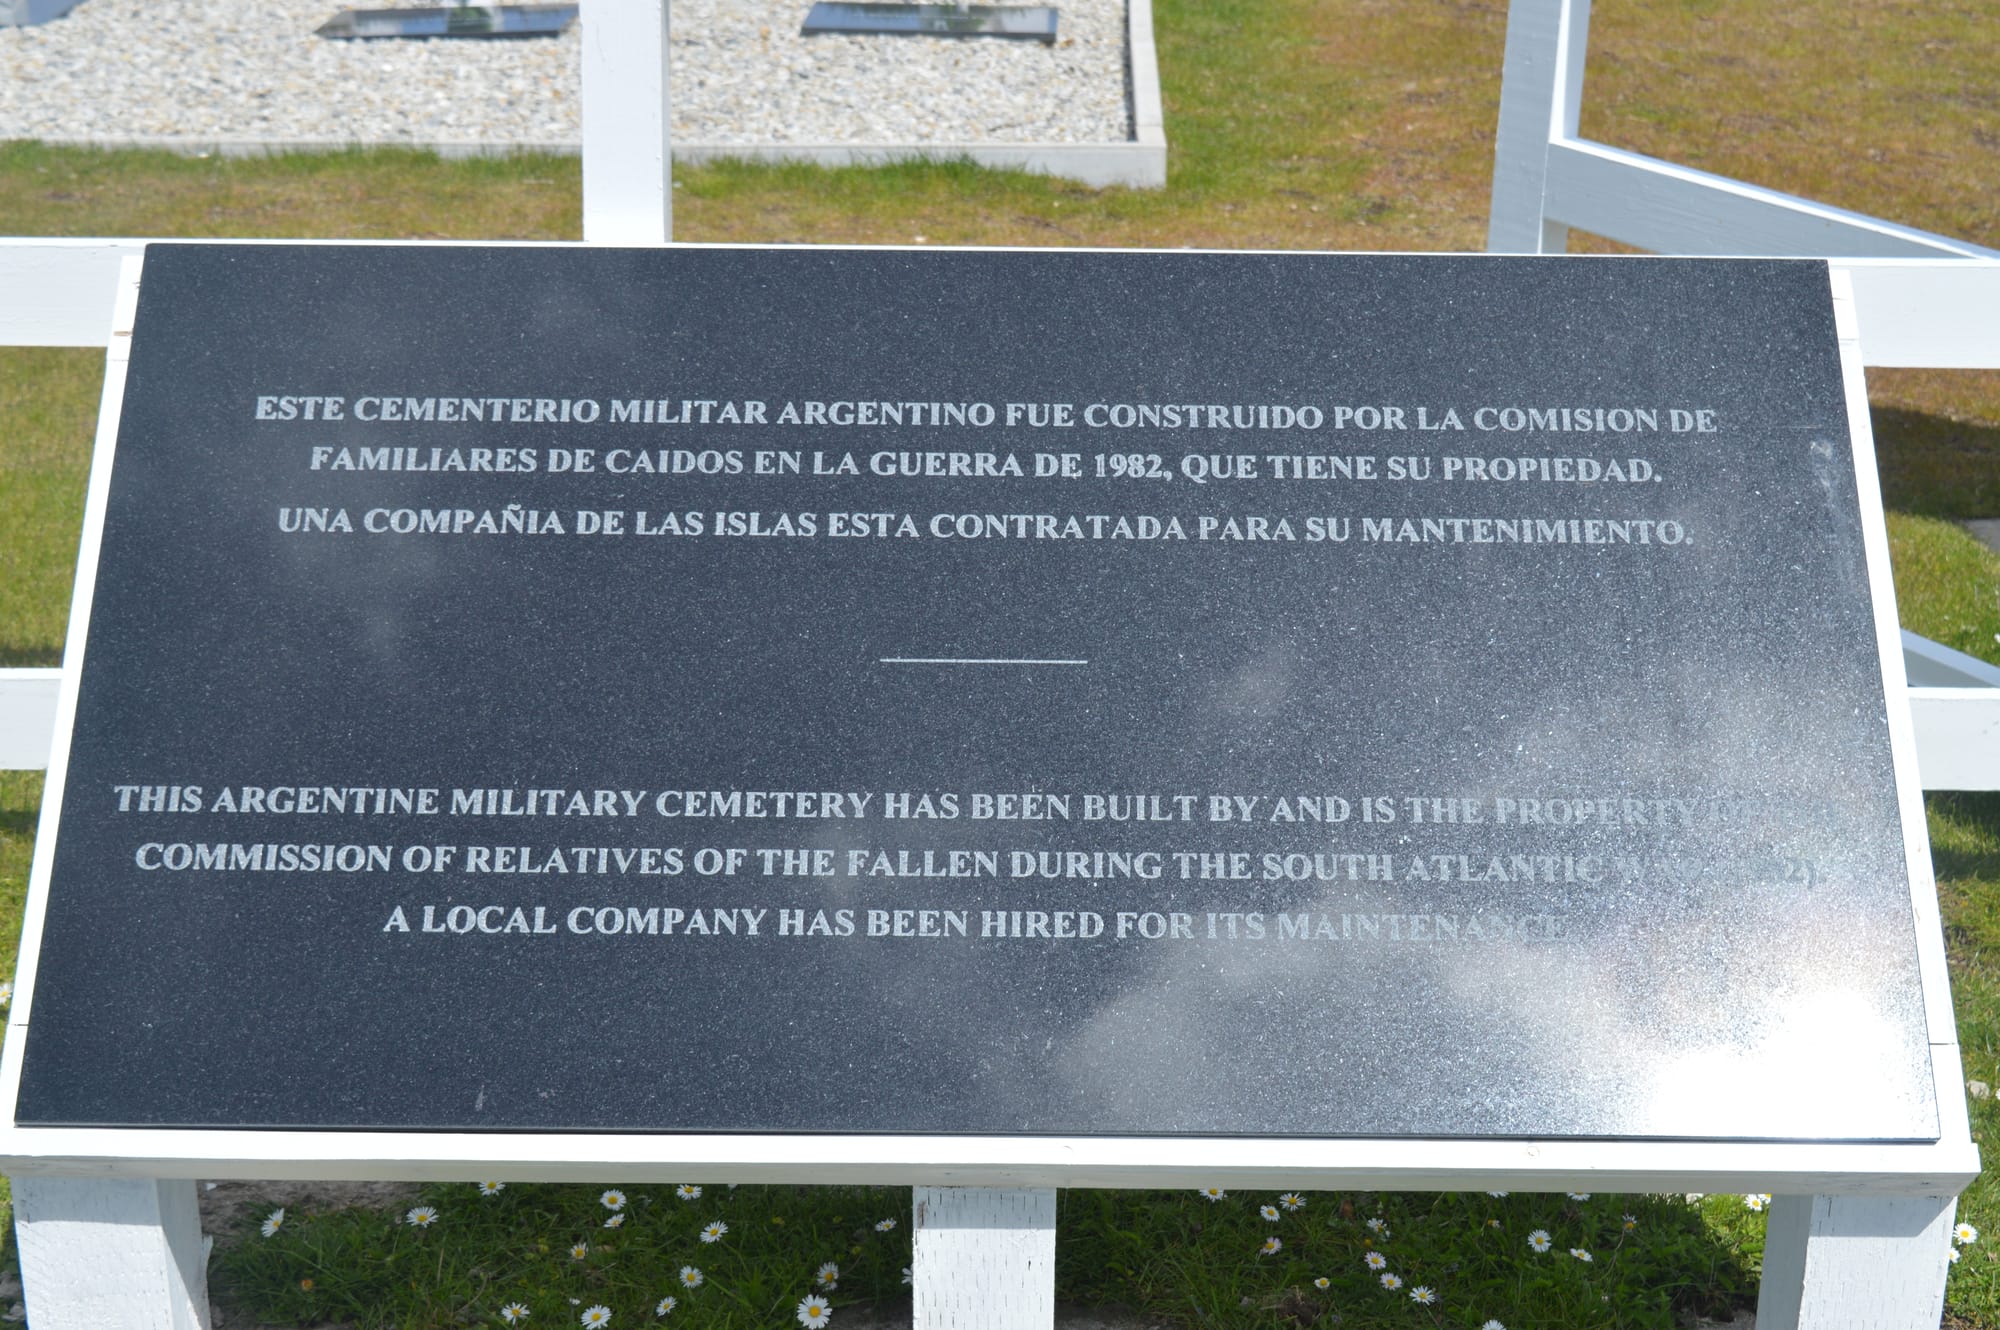 ESTE CEMENTERIO MILITAR ARGENTINO FUE CONSTRUIDO POR LA COMISION DE
FAMILIARES DE CAIDOS EN LA GUERRA DE 1982, QUE TIENE SU PROPIEDAD.
UNA COMPAÑIA DE LAS ISLAS ESTA CONTRATADA PARA SU MANTENIMIENTO.
THIS ARGENTINE MILITARY CEMETERY HAS BEEN BUILT BY AND IS THE PROPERTY
COMMISSION OF RELATIVES OF THE FALLEN DURING THE SOUTH ATLANTIC
A LOCAL COMPANY HAS BEEN HIRED FOR ITS MAINTENANCE